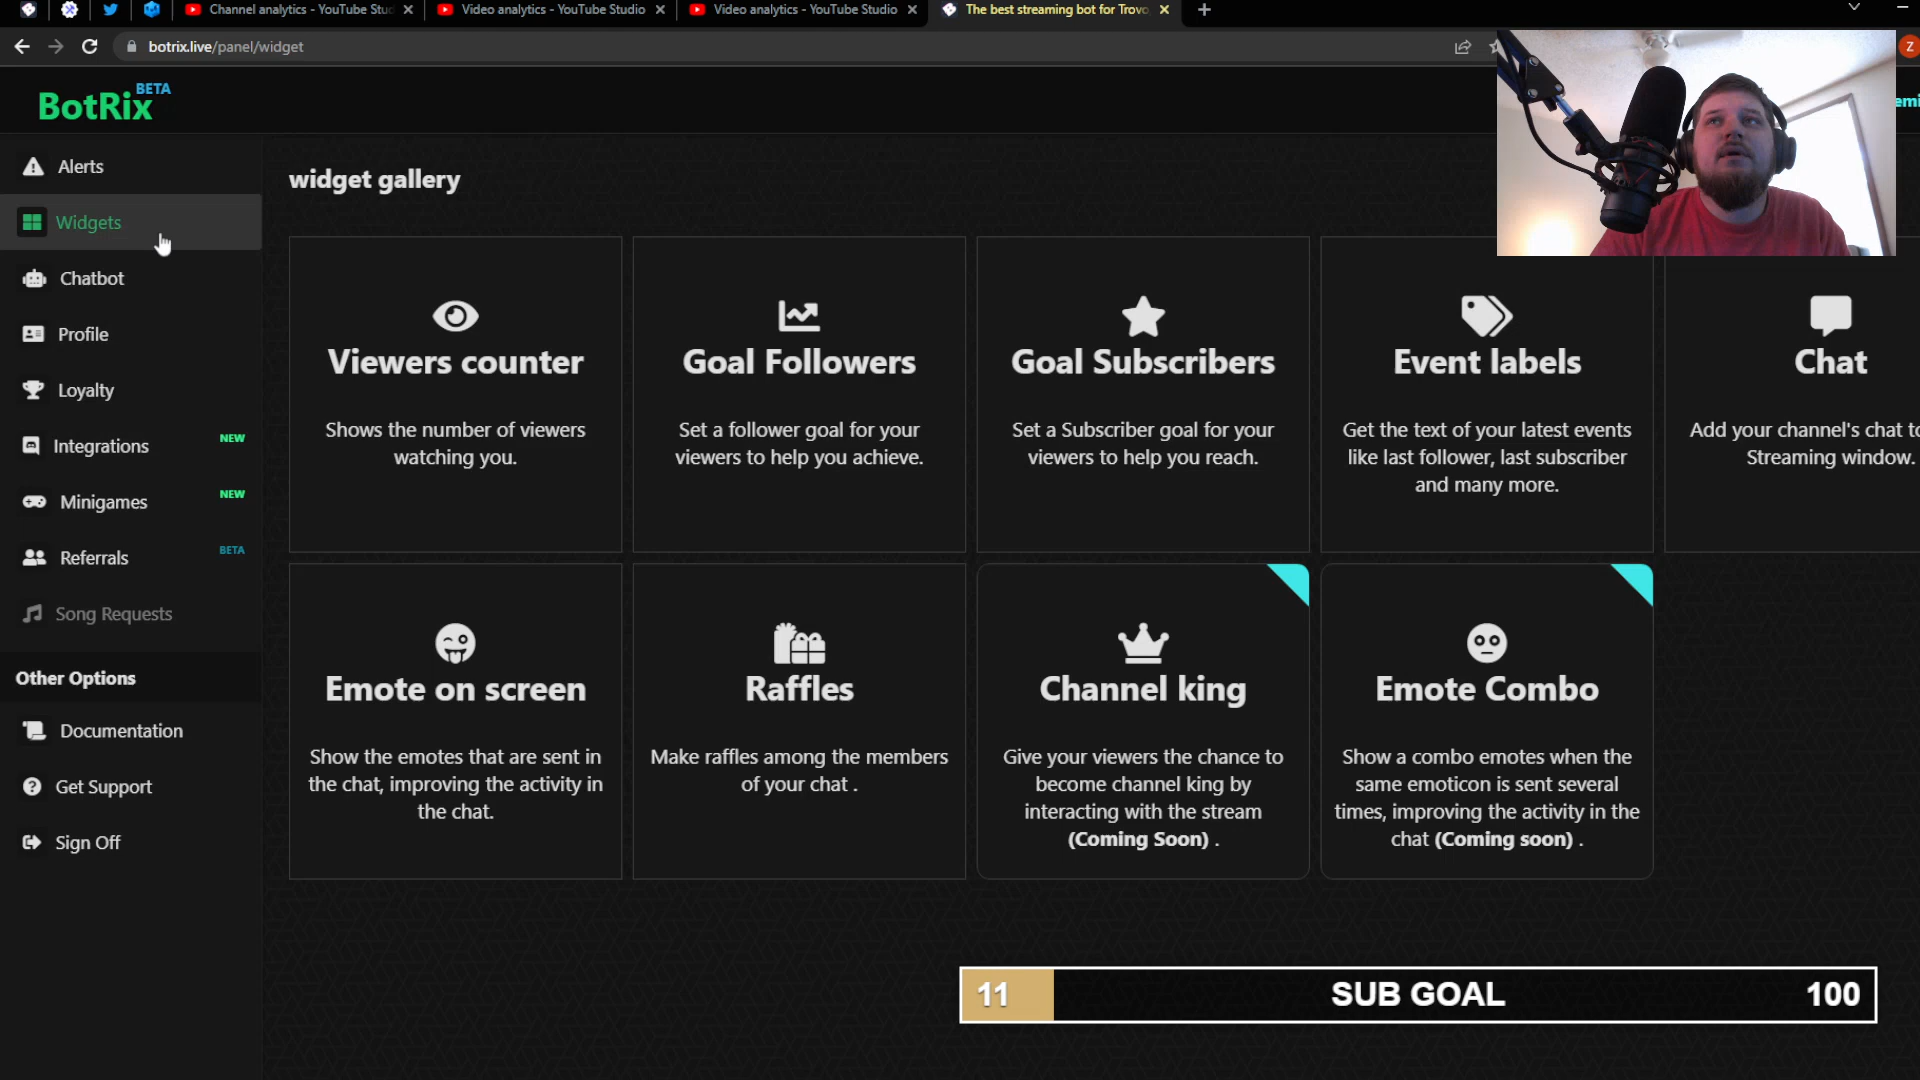 Channel analytics - YouTube Stu
Video analytics - YouTube Studio
Video analytics - YouTube Studio
The best streaming bot for Trovo
botrix.live/panel/widget
Z
BotRix BETA
Alerts
Widgets
Chatbot
Profile
Loyalty
Integrations NEW
Minigames NEW
Referrals BETA
Song Requests
Other Options
Documentation
Get Support
Sign Off
widget gallery
Viewers counter
Shows the number of viewers
watching you.
Goal Followers
Set a follower goal for your
viewers to help you achieve.
Goal Subscribers
Set a Subscriber goal for your
viewers to help you reach.
Event labels
Get the text of your latest events
like last follower, last subscriber
and many more.
Chat
Add your channel's chat to
Streaming window.
Emote on screen
Show the emotes that are sent in
the chat, improving the activity in
the chat.
Raffles
Make raffles among the members
of your chat .
Channel king
Give your viewers the chance to
become channel king by
interacting with the stream
(Coming Soon) .
Emote Combo
Show a combo emotes when the
same emoticon is sent several
times, improving the activity in the
chat (Coming soon) .
11 SUB GOAL 100